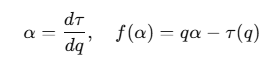 α = dτ/dq, f(α) = qα − τ(q)